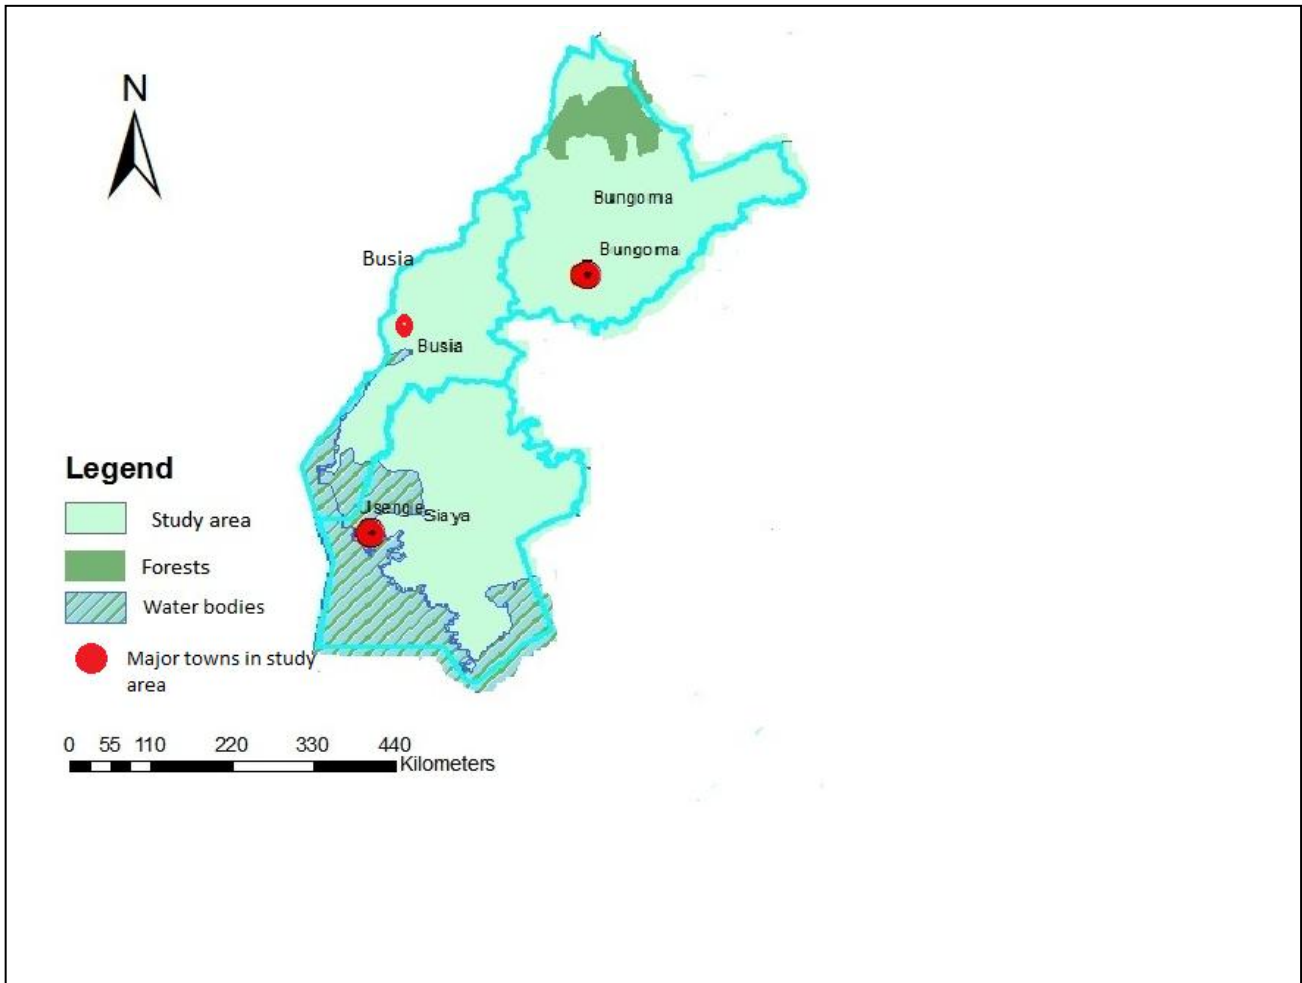 N
Bungoma
Bungoma
Busia
Busia
Legend
Study area
Usenge
Siaya
Forests
Water bodies
Major towns in study
area
0 55 110 220 330 440
Kilometers